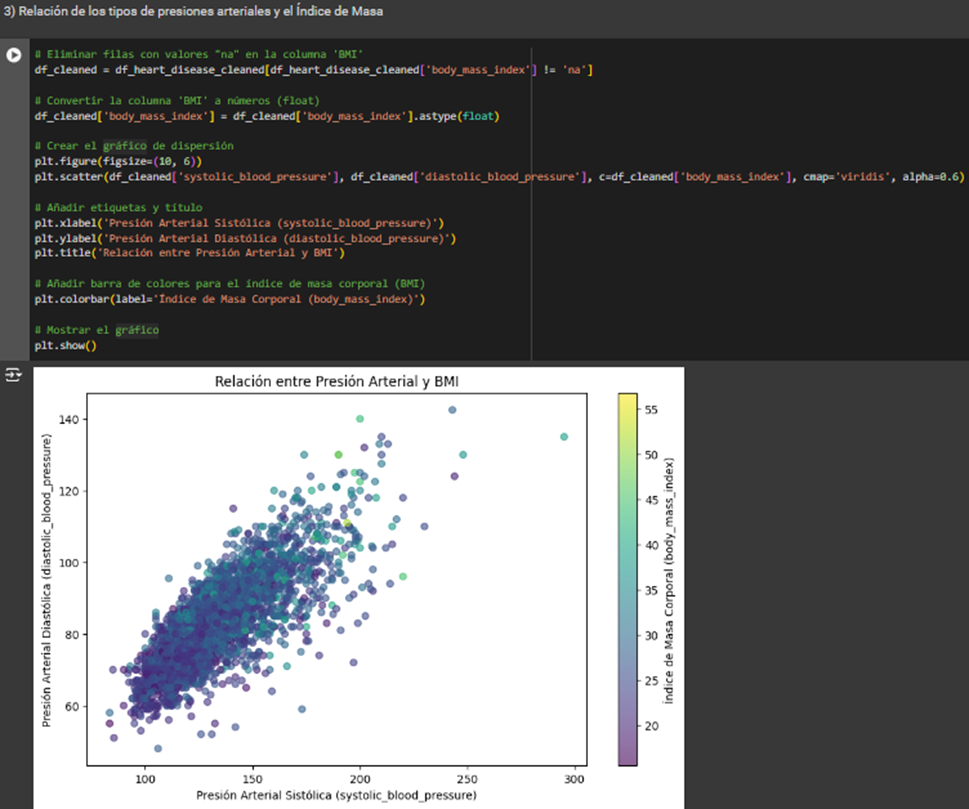 3) Relación de los tipos de presiones arteriales y el Índice de Masa
# Eliminar filas con valores "na" en la columna 'BMI'
df_cleaned = df_heart_disease_cleaned[df_heart_disease_cleaned['body_mass_index'] != 'na']
# Convertir la columna 'BMI' a números (float)
df_cleaned['body_mass_index'] = df_cleaned['body_mass_index'].astype(float)
# Crear el gráfico de dispersión
plt.figure(figsize=(10, 6))
plt.scatter(df_cleaned['systolic_blood_pressure'], df_cleaned['diastolic_blood_pressure'], c=df_cleaned['body_mass_index'], cmap='viridis', alpha=0.6)
# Añadir etiquetas y título
plt.xlabel('Presión Arterial Sistólica (systolic_blood_pressure)')
plt.ylabel('Presión Arterial Diastólica (diastolic_blood_pressure)')
plt.title('Relación entre Presión Arterial y BMI')
# Añadir barra de colores para el índice de masa corporal (BMI)
plt.colorbar(label='Índice de Masa Corporal (body_mass_index)')
# Mostrar el gráfico
plt.show()
Relación entre Presión Arterial y BMI
Presión Arterial Diastólica (diastolic_blood_pressure)
140
120
100
80
60
100
150
200
250
300
Presión Arterial Sistólica (systolic_blood_pressure)
55
50
45
40
35
30
25
20
Índice de Masa Corporal (body_mass_index)